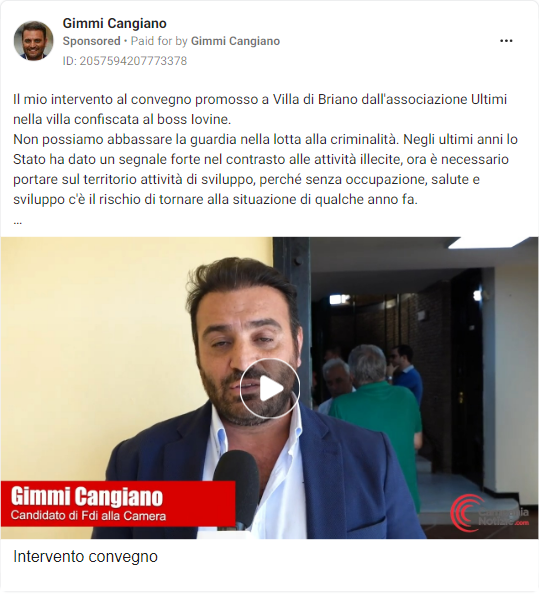 Gimmi Cangiano
Sponsored • Paid for by Gimmi Cangiano
ID: 2057594207773378
Il mio intervento al convegno promosso a Villa di Briano dall'associazione Ultimi
nella villa confiscata al boss Iovine.
Non possiamo abbassare la guardia nella lotta alla criminalità. Negli ultimi anni lo
Stato ha dato un segnale forte nel contrasto alle attività illecite, ora è necessario
portare sul territorio attività di sviluppo, perché senza occupazione, salute e
sviluppo c'è il rischio di tornare alla situazione di qualche anno fa.
...
Gimmi Cangiano
Candidato di Fdi alla Camera
Notizie.com
Intervento convegno